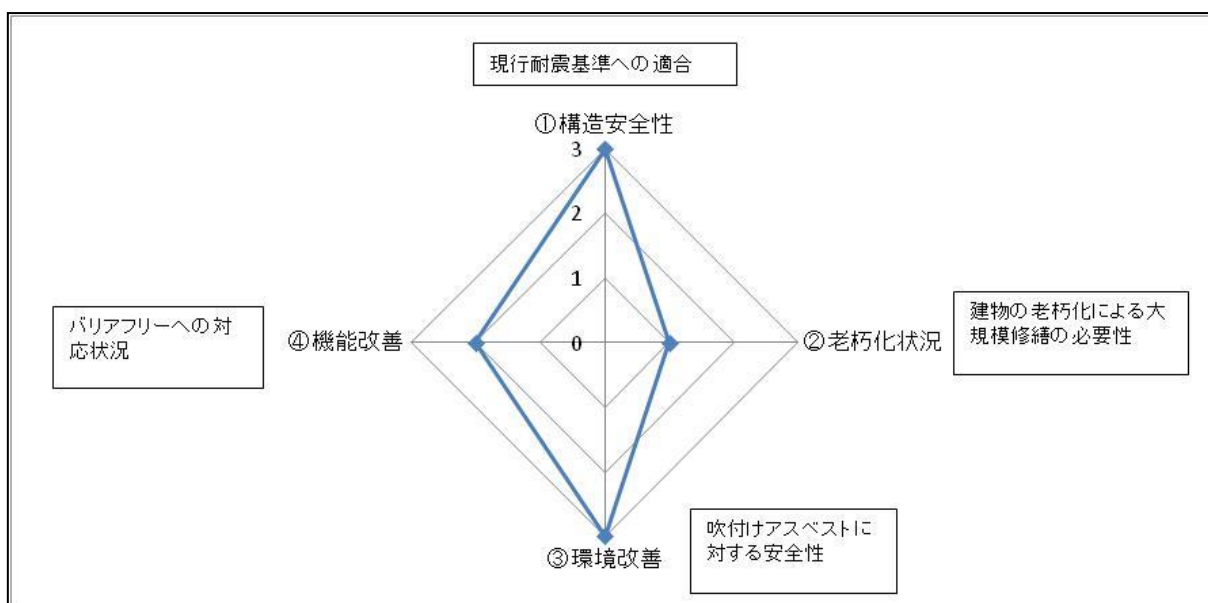 現行耐震基準への適合
①構造安全性
3
2
1
0
バリアフリーへの対
応状況
④機能改善
②老朽化状況
建物の老朽化による大
規模修繕の必要性
③環境改善
吹付けアスベストに
対する安全性